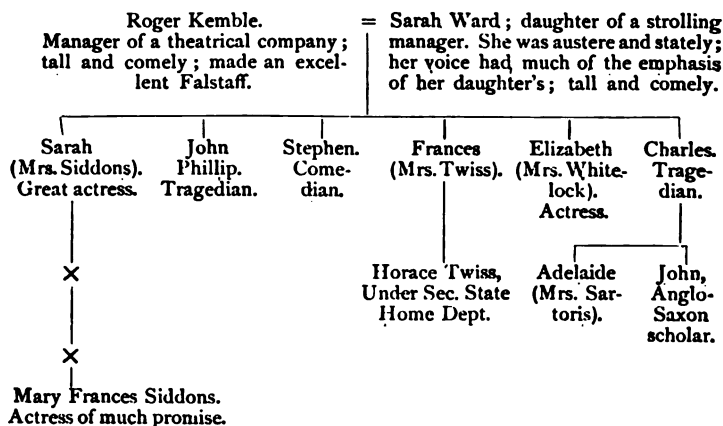 Roger Kemble.
Manager of a theatrical company ;
tall and comely ; made an excel-
lent Falstaff.
= Sarah Ward ; daughter of a strolling
manager. She was austere and stately;
her voice had much of the emphasis
of her daughter's ; tall and comely.
Sarah
(Mrs. Siddons).
Great actress.
John
Phillip.
Tragedian.
Stephen.
Come-
dian.
Frances
(Mrs. Twiss).
Elizabeth
(Mrs. White-
lock).
Actress.
Charles.
Trage-
dian.
×
×
Mary Frances Siddons.
Actress of much promise.
Horace Twiss,
Under Sec. State
Home Dept.
Adelaide
(Mrs. Sar-
toris).
John,
Anglo-
Saxon
scholar.